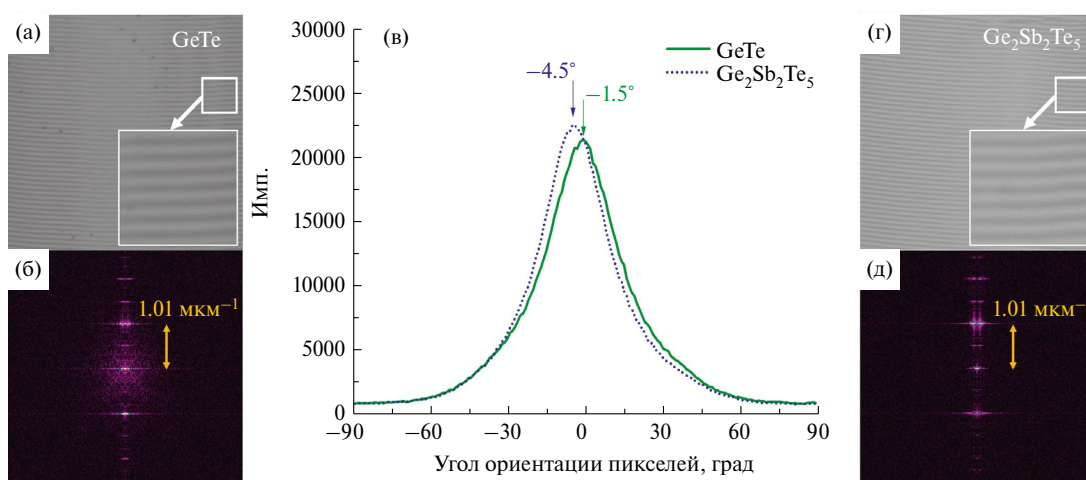 (а)
GeTe
(б)
1.01 мкм⁻¹
(в)
GeTe
Ge₂Sb₂Te₅
−4.5°
−1.5°
Имп.
30000
25000
20000
15000
10000
5000
0
−90
−60
−30
0
30
60
90
Угол ориентации пикселей, град
(г)
Ge₂Sb₂Te₅
(д)
1.01 мкм⁻